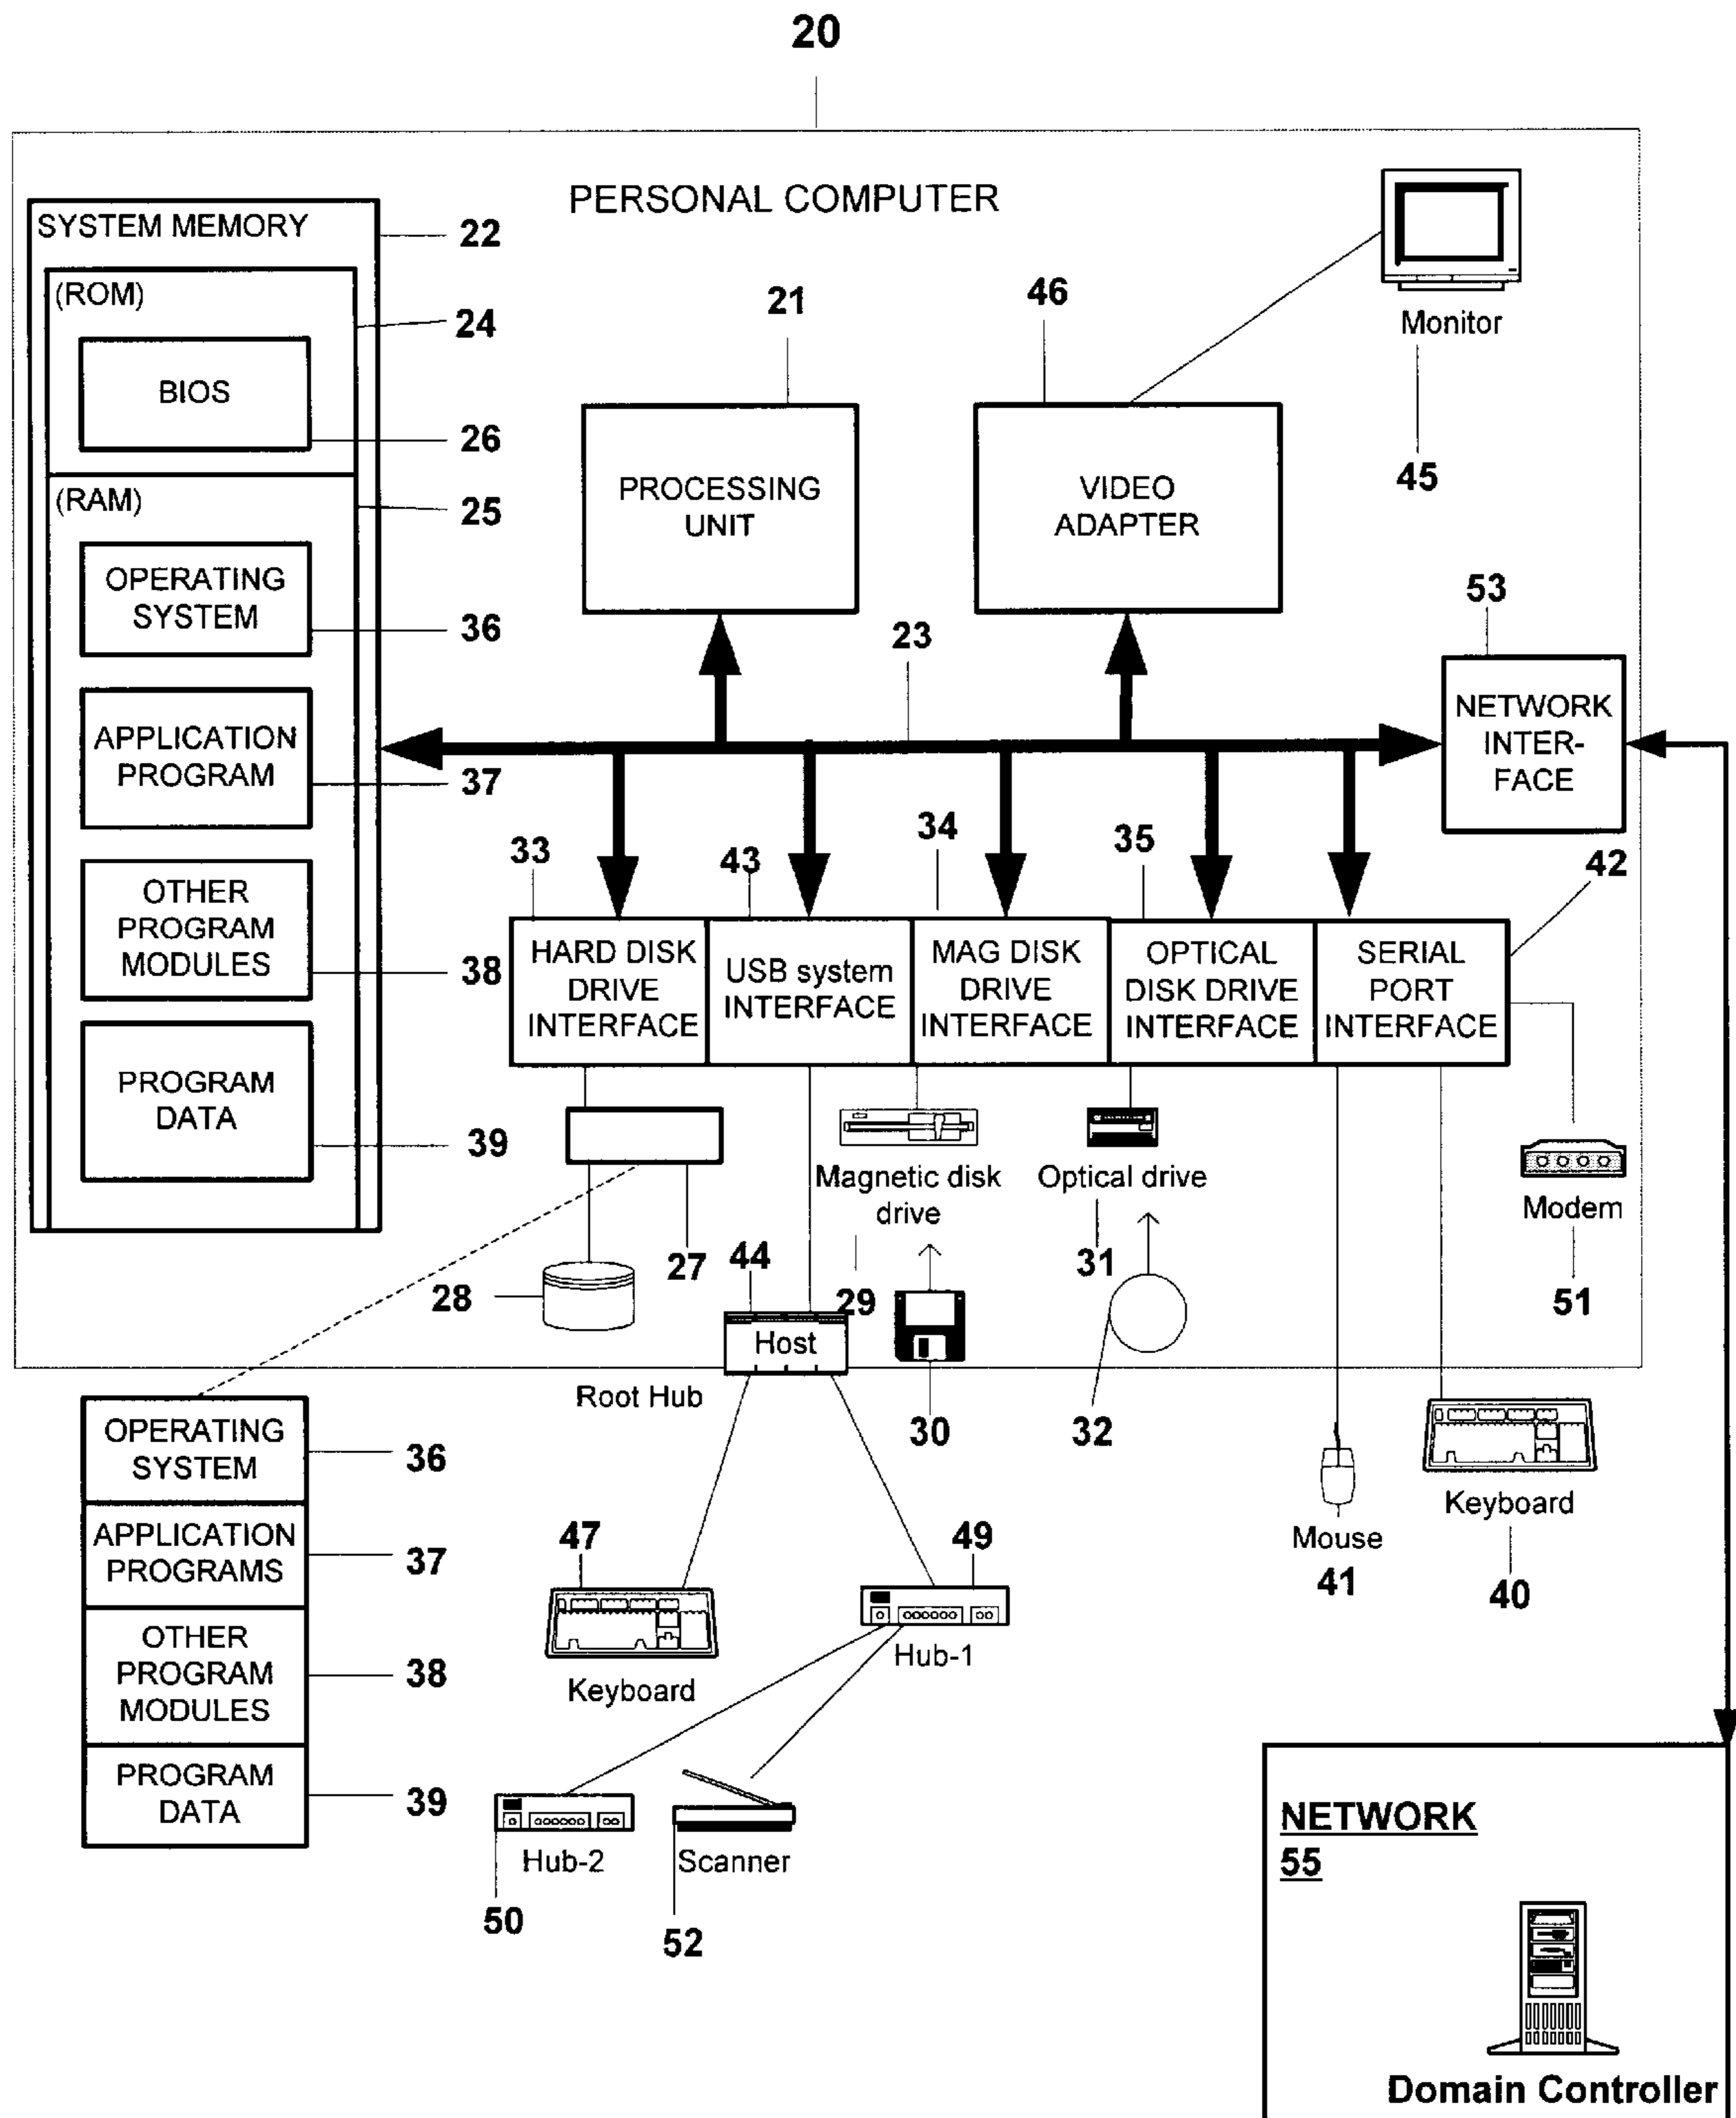 20
PERSONAL COMPUTER
SYSTEM MEMORY
22
(ROM)
24
BIOS
26
(RAM)
25
OPERATING
SYSTEM
36
APPLICATION
PROGRAM
37
OTHER
PROGRAM
MODULES
38
PROGRAM
DATA
39
21
PROCESSING
UNIT
46
VIDEO
ADAPTER
Monitor
45
23
53
NETWORK
INTER-
FACE
33
HARD DISK
DRIVE
INTERFACE
43
USB system
INTERFACE
34
MAG DISK
DRIVE
INTERFACE
35
OPTICAL
DISK DRIVE
INTERFACE
42
SERIAL
PORT
INTERFACE
27
28
44
Host
Root Hub
Magnetic disk
drive
29
30
Optical drive
31
32
Modem
51
OPERATING
SYSTEM
36
APPLICATION
PROGRAMS
37
OTHER
PROGRAM
MODULES
38
PROGRAM
DATA
39
47
Keyboard
49
Hub-1
Mouse
41
Keyboard
40
Hub-2
50
Scanner
52
NETWORK
55
Domain Controller